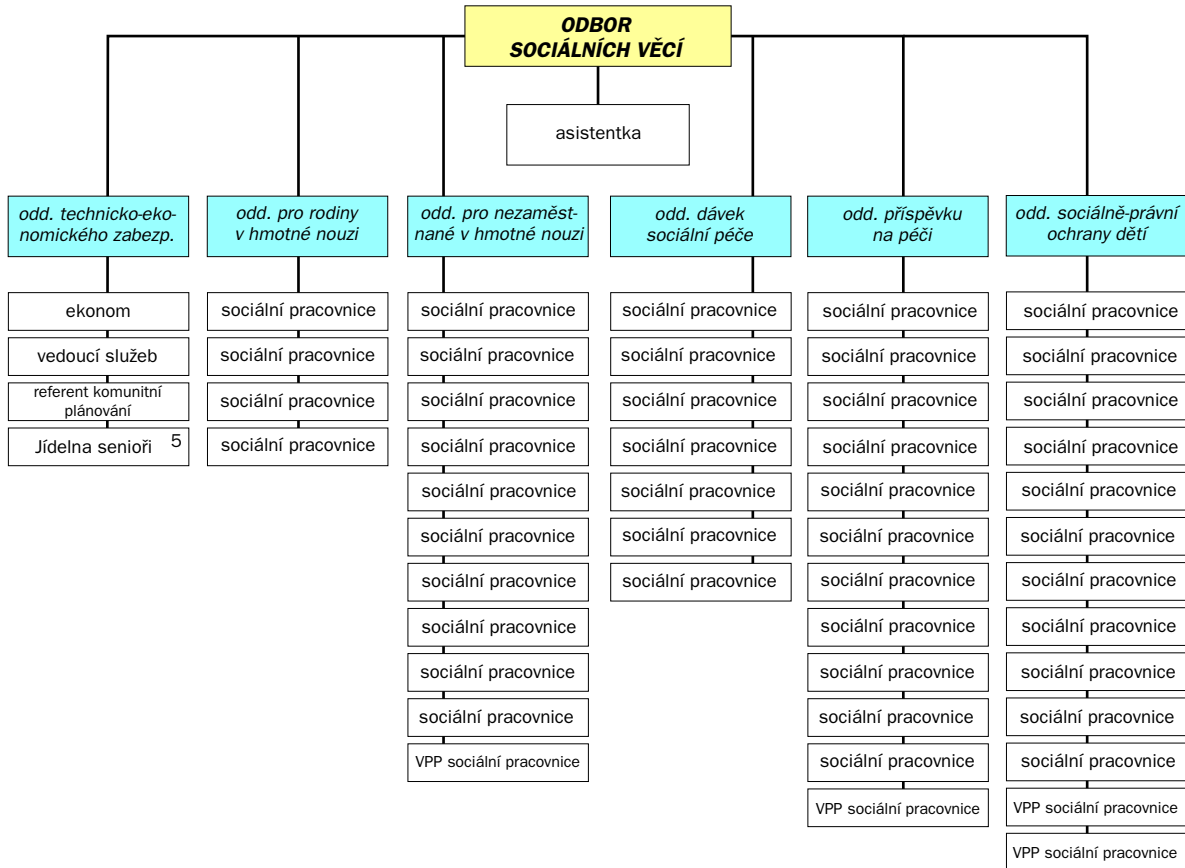 ODBOR
SOCIÁLNÍCH VĚCÍ
asistentka
odd. technicko-eko-
nomického zabezp.
ekonom
vedoucí služeb
referent komunitní
plánování
Jídelna senioři 5
odd. pro rodiny
v hmotné nouzi
sociální pracovnice
sociální pracovnice
sociální pracovnice
sociální pracovnice
odd. pro nezaměst-
nané v hmotné nouzi
sociální pracovnice
sociální pracovnice
sociální pracovnice
sociální pracovnice
sociální pracovnice
sociální pracovnice
sociální pracovnice
sociální pracovnice
sociální pracovnice
sociální pracovnice
VPP sociální pracovnice
odd. dávek
sociální péče
sociální pracovnice
sociální pracovnice
sociální pracovnice
sociální pracovnice
sociální pracovnice
sociální pracovnice
sociální pracovnice
odd. příspěvku
na péči
sociální pracovnice
sociální pracovnice
sociální pracovnice
sociální pracovnice
sociální pracovnice
sociální pracovnice
sociální pracovnice
sociální pracovnice
sociální pracovnice
sociální pracovnice
sociální pracovnice
VPP sociální pracovnice
odd. sociálně-právní
ochrany dětí
sociální pracovnice
sociální pracovnice
sociální pracovnice
sociální pracovnice
sociální pracovnice
sociální pracovnice
sociální pracovnice
sociální pracovnice
sociální pracovnice
sociální pracovnice
sociální pracovnice
VPP sociální pracovnice
VPP sociální pracovnice